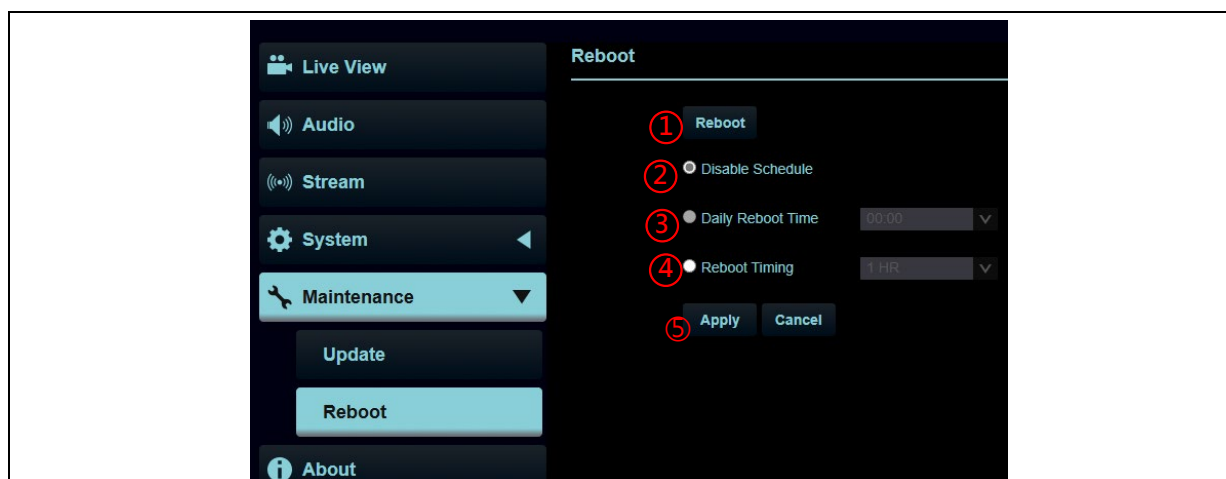 Live View
Audio
Stream
System
Maintenance
Update
Reboot
About
Reboot
① Reboot
② Disable Schedule
③ Daily Reboot Time 00:00
④ Reboot Timing 1 HR
⑤ Apply Cancel